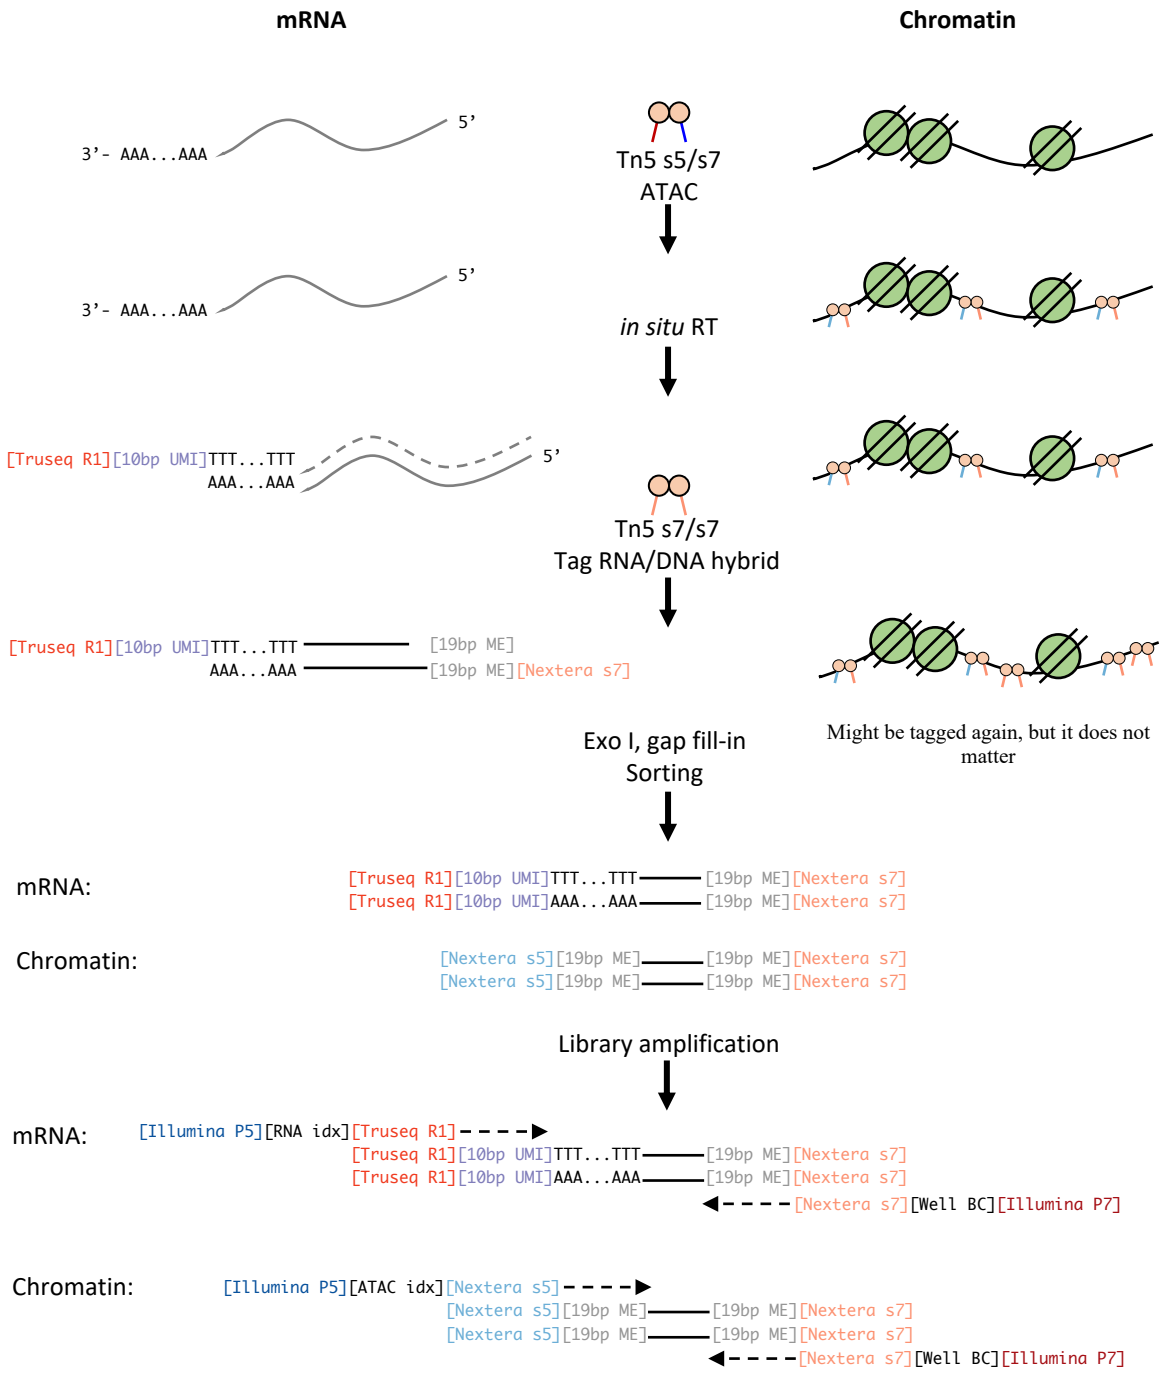 mRNA
Chromatin
3’- AAA...AAA
5’
Tn5 s5/s7
ATAC
3’- AAA...AAA
5’
in situ RT
[Truseq R1][10bp UMI]TTT...TTT
AAA...AAA
5’
Tn5 s7/s7
Tag RNA/DNA hybrid
[Truseq R1][10bp UMI]TTT...TTT [19bp ME]
AAA...AAA [19bp ME][Nextera s7]
Might be tagged again, but it does not
matter
Exo I, gap fill-in
Sorting
mRNA:
[Truseq R1][10bp UMI]TTT...TTT [19bp ME][Nextera s7]
[Truseq R1][10bp UMI]AAA...AAA [19bp ME][Nextera s7]
Chromatin:
[Nextera s5][19bp ME] [19bp ME][Nextera s7]
[Nextera s5][19bp ME] [19bp ME][Nextera s7]
Library amplification
mRNA:
[Illumina P5][RNA idx][Truseq R1]
[Truseq R1][10bp UMI]TTT...TTT [19bp ME][Nextera s7]
[Truseq R1][10bp UMI]AAA...AAA [19bp ME][Nextera s7]
[Nextera s7][Well BC][Illumina P7]
Chromatin:
[Illumina P5][ATAC idx][Nextera s5]
[Nextera s5][19bp ME] [19bp ME][Nextera s7]
[Nextera s5][19bp ME] [19bp ME][Nextera s7]
[Nextera s7][Well BC][Illumina P7]